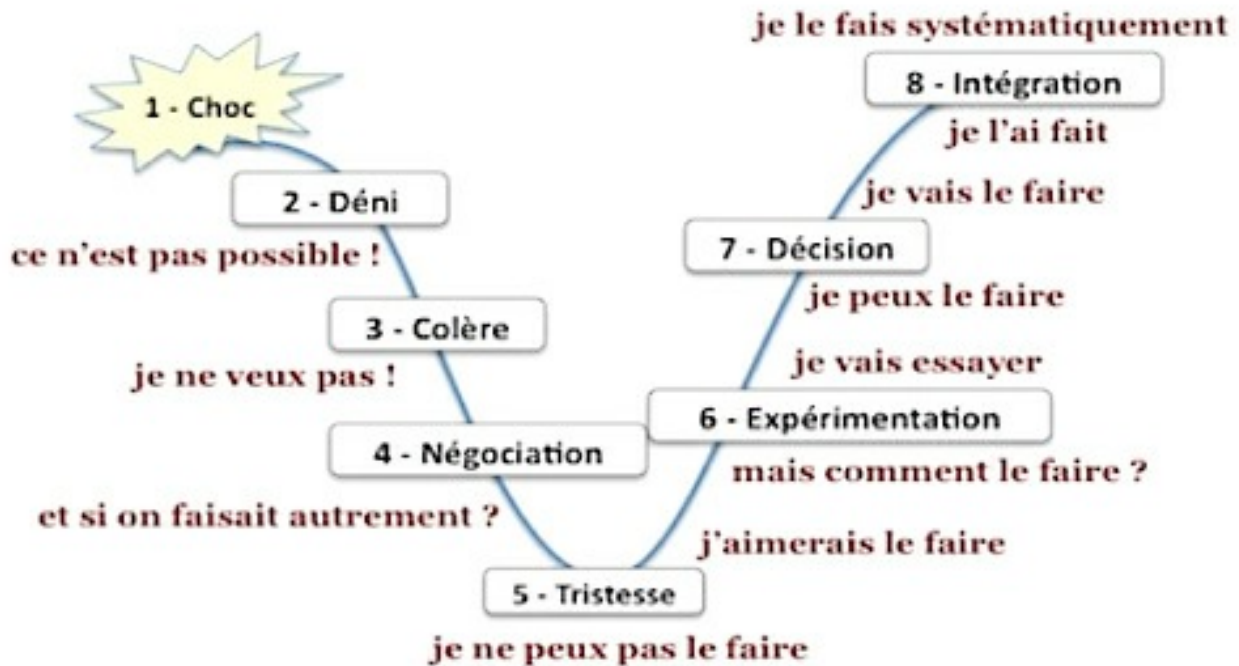 1 - Choc
2 - Déni
ce n'est pas possible !
3 - Colère
je ne veux pas !
4 - Négociation
et si on faisait autrement ?
5 - Tristesse
je ne peux pas le faire
j'aimerais le faire
mais comment le faire ?
6 - Expérimentation
je vais essayer
je peux le faire
7 - Décision
je vais le faire
je l'ai fait
8 - Intégration
je le fais systématiquement